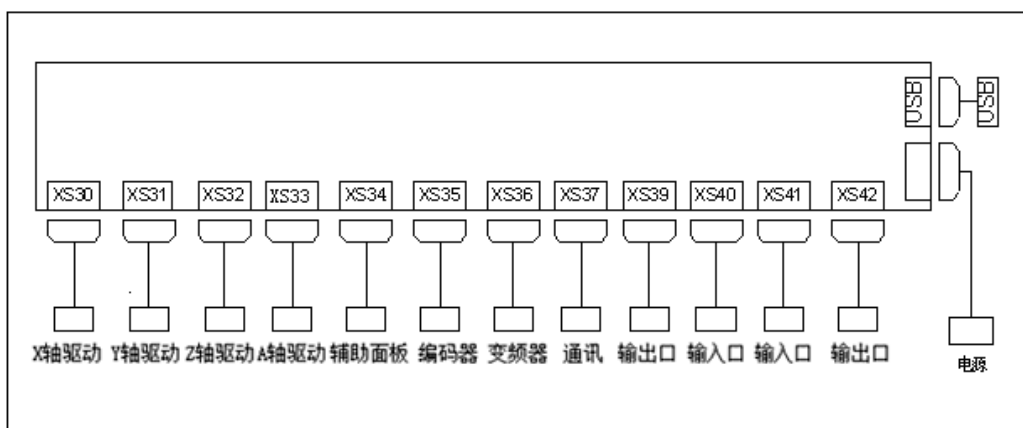 USB USB
XS30 XS31 XS32 XS33 XS34 XS35 XS36 XS37 XS39 XS40 XS41 XS42
X轴驱动 Y轴驱动 Z轴驱动 A轴驱动 辅助面板 编码器 变频器 通讯 输出口 输入口 输入口 输出口
电源